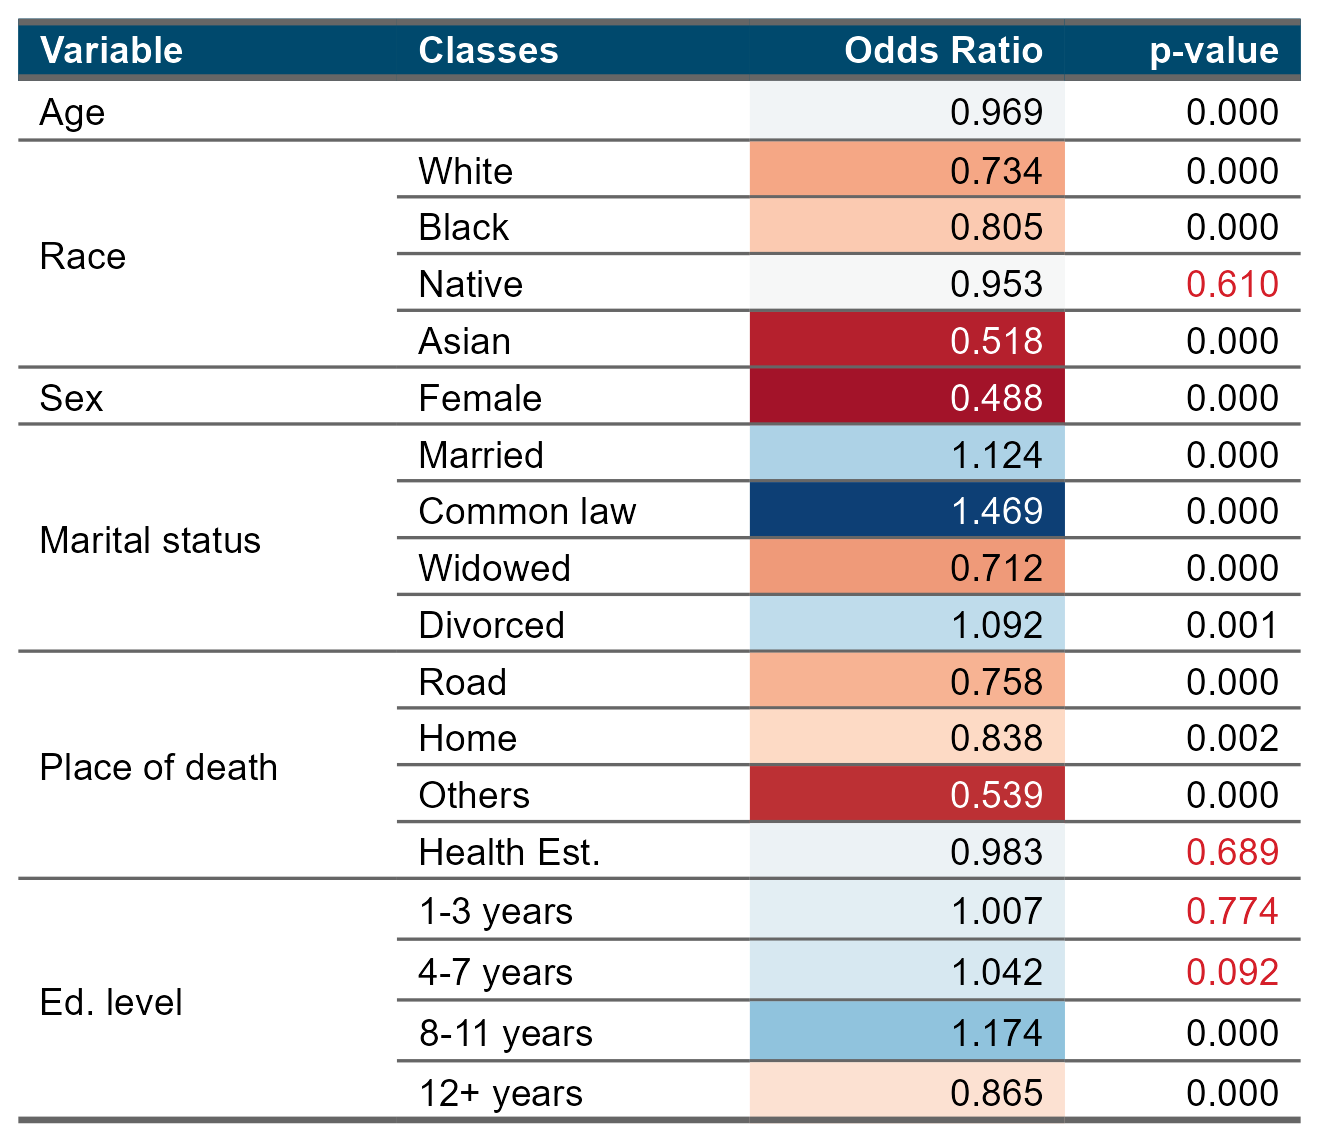 Variable Classes Odds Ratio p-value
Age 0.969 0.000
Race
White 0.734 0.000
Black 0.805 0.000
Native 0.953 0.610
Asian 0.518 0.000
Sex Female 0.488 0.000
Marital status
Married 1.124 0.000
Common law 1.469 0.000
Widowed 0.712 0.000
Divorced 1.092 0.001
Place of death
Road 0.758 0.000
Home 0.838 0.002
Others 0.539 0.000
Health Est. 0.983 0.689
Ed. level
1-3 years 1.007 0.774
4-7 years 1.042 0.092
8-11 years 1.174 0.000
12+ years 0.865 0.000